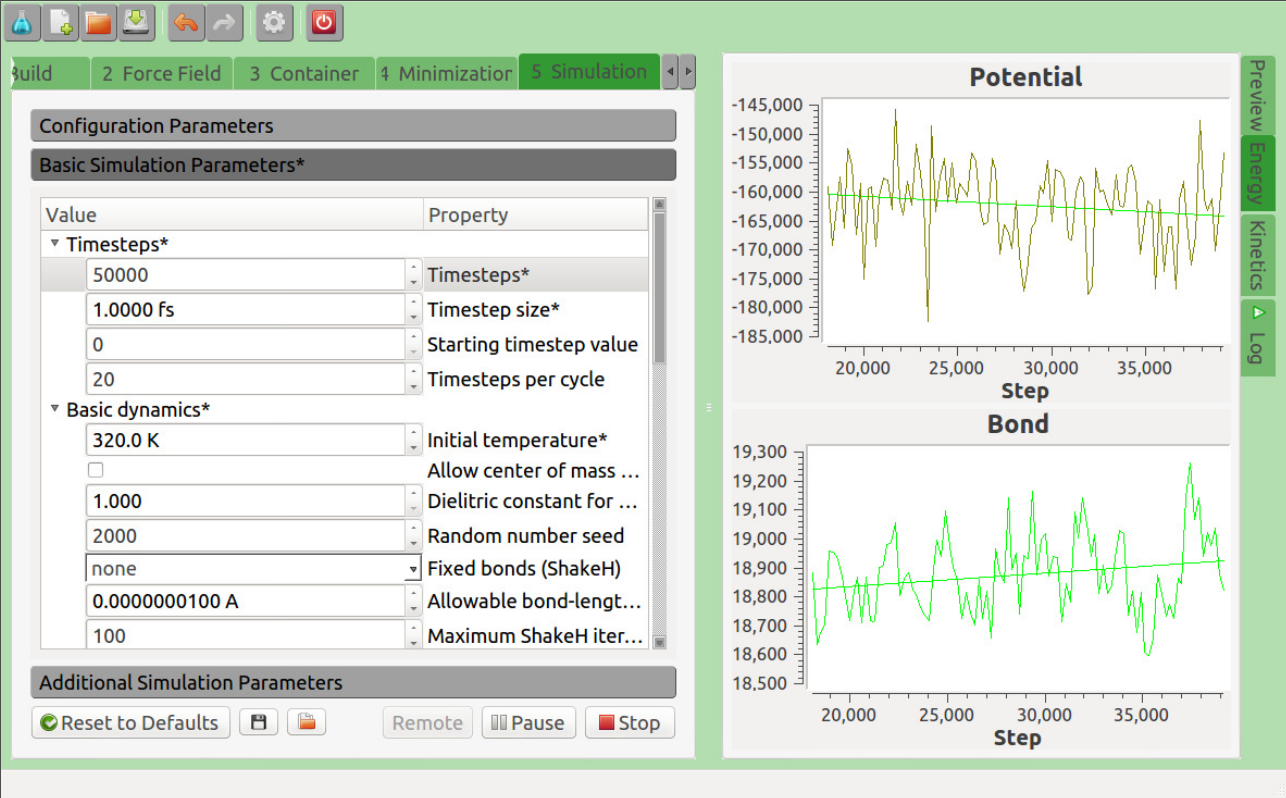 Build
2 Force Field
3 Container
4 Minimization
5 Simulation
Configuration Parameters
Basic Simulation Parameters*
Value Property
Timesteps*
50000 Timesteps*
1.0000 fs Timestep size*
0 Starting timestep value
20 Timesteps per cycle
Basic dynamics*
320.0 K Initial temperature*
Allow center of mass ...
1.000 Dielitric constant for ...
2000 Random number seed
none Fixed bonds (ShakeH)
0.0000000100 A Allowable bond-lengt...
100 Maximum ShakeH iter...
Additional Simulation Parameters
Reset to Defaults
Remote
Pause
Stop
Potential
-145,000
-150,000
-155,000
-160,000
-165,000
-170,000
-175,000
-180,000
-185,000
20,000 25,000 30,000 35,000
Step
Bond
19,300
19,200
19,100
19,000
18,900
18,800
18,700
18,600
18,500
20,000 25,000 30,000 35,000
Step
Preview
Energy
Kinetics
Log